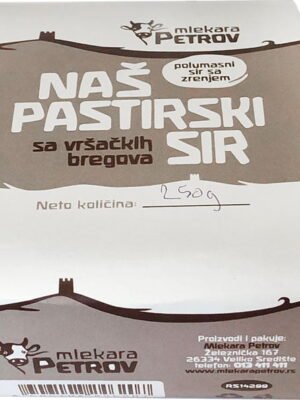 mlekara
PETROV
polumasni
sir sa
zrenjem
NAŠ
PASTIRSKI
sa vršačkih
bregova
SIR
Neto količina: 250g
Proizvodi i pakuje:
Mlekara Petrov
Železnička 167
26334 Veliko Središte
telefon: 013 411 411
www.mlekarapetrov.rs
mlekara
PETROV
RS14288